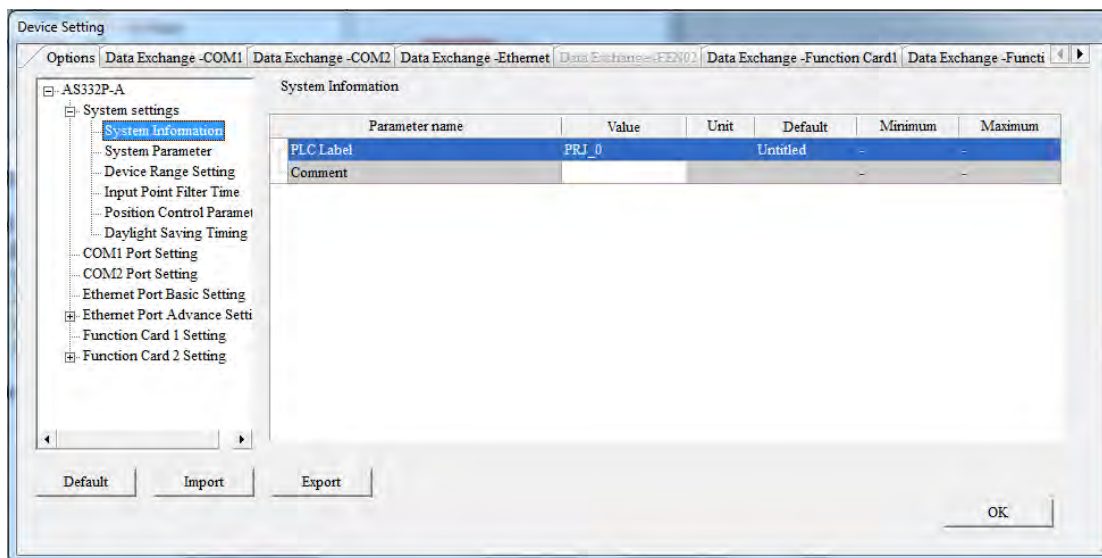 Device Setting
Options Data Exchange -COM1 Data Exchange -COM2 Data Exchange -Ethernet Data Exchange -FEN02 Data Exchange -Function Card1 Data Exchange -Functi
AS332P-A
System settings
System Information
System Parameter
Device Range Setting
Input Point Filter Time
Position Control Paramet
Daylight Saving Timing
COM1 Port Setting
COM2 Port Setting
Ethernet Port Basic Setting
Ethernet Port Advance Setti
Function Card 1 Setting
Function Card 2 Setting
System Information
Parameter name Value Unit Default Minimum Maximum
PLC Label PRJ_0 Untitled - -
Comment - -
Default Import Export
OK